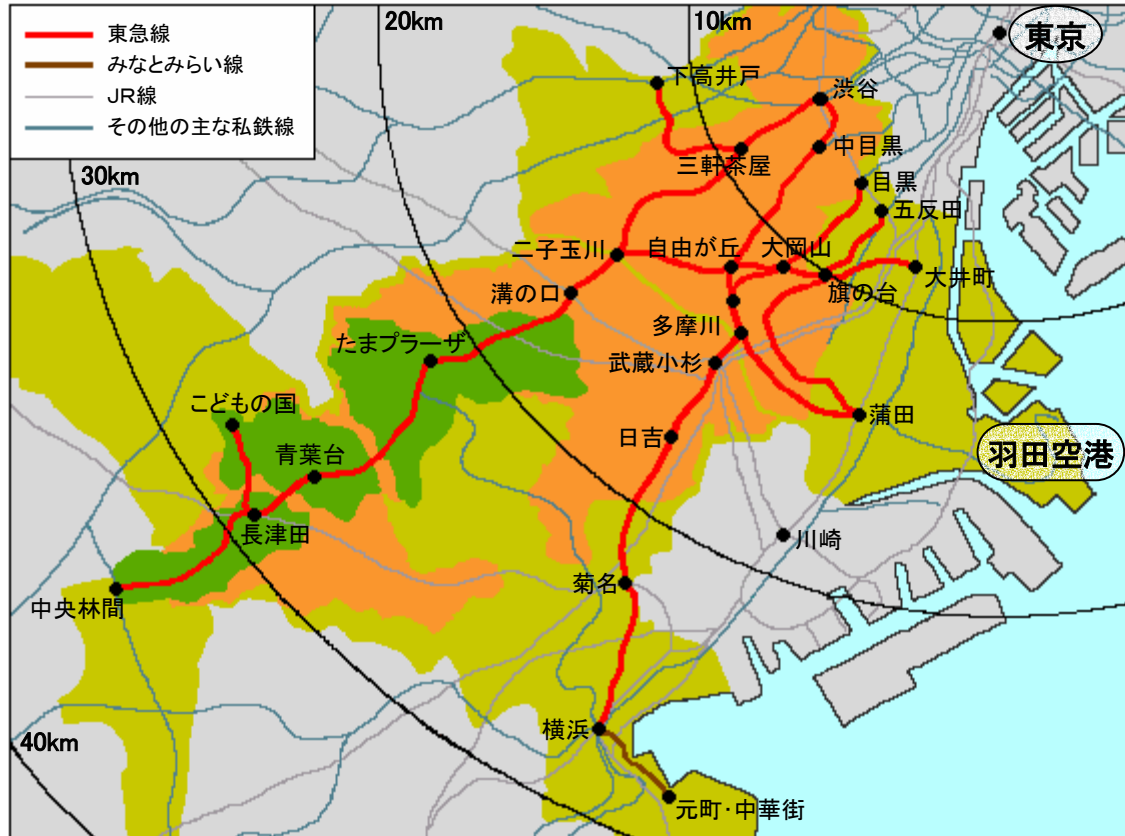 東急線
みなとみらい線
JR線
その他の主な私鉄線
20km
10km
東京
下高井戸
渋谷
中目黒
三軒茶屋
30km
目黒
五反田
二子玉川
自由が丘
大岡山
大井町
溝の口
旗の台
多摩川
たまプラーザ
武蔵小杉
こどもの国
蒲田
日吉
青葉台
羽田空港
長津田
川崎
菊名
中央林間
横浜
40km
元町・中華街